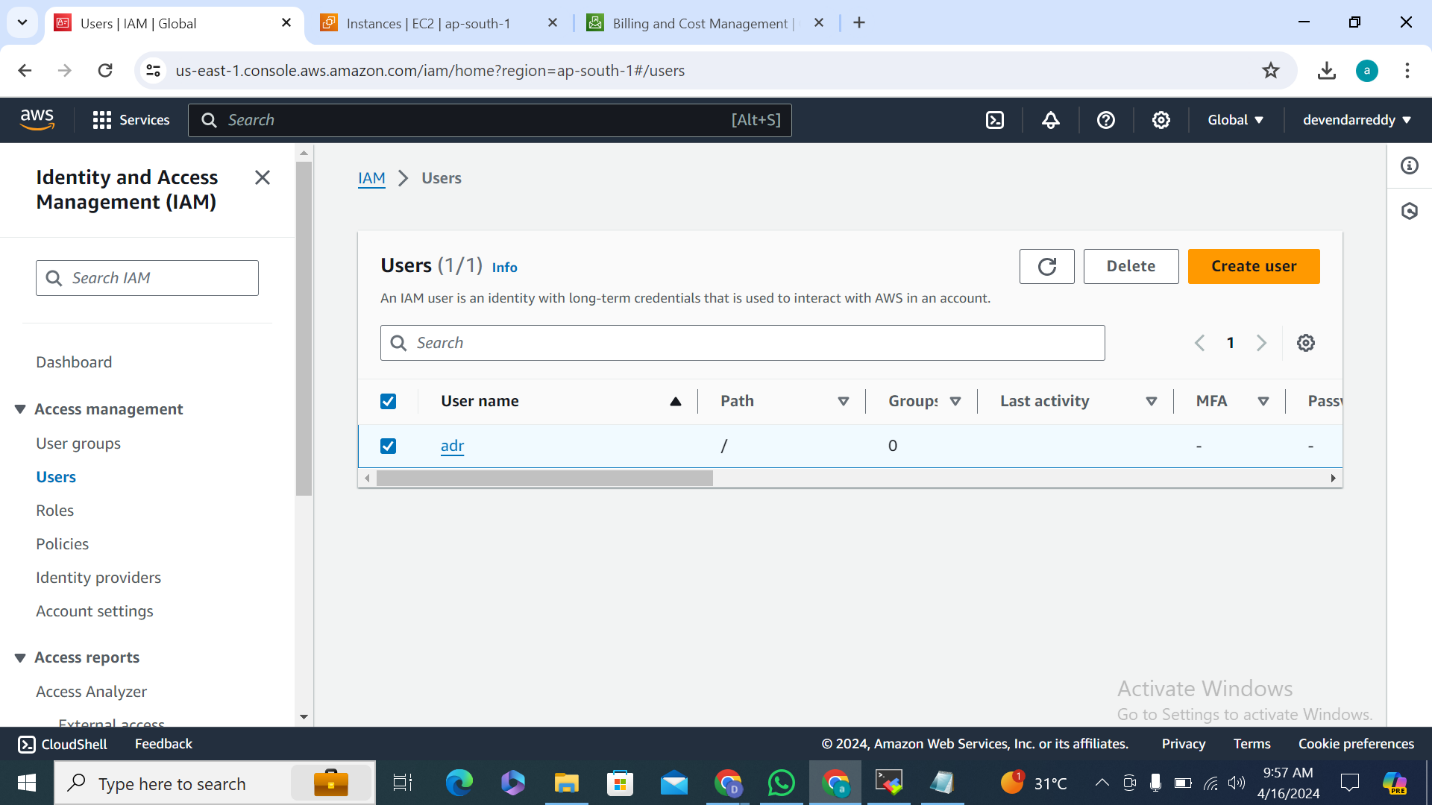 Users | IAM | Global
Instances | EC2 | ap-south-1
Billing and Cost Management |
us-east-1.console.aws.amazon.com/iam/home?region=ap-south-1#/users
a
aws
Services
Search
[Alt+S]
Global
devendarreddy
Identity and Access
Management (IAM)
Search IAM
Dashboard
Access management
User groups
Users
Roles
Policies
Identity providers
Account settings
Access reports
Access Analyzer
External access
IAM
Users
Users (1/1) Info
Delete
Create user
An IAM user is an identity with long-term credentials that is used to interact with AWS in an account.
Search
1
User name
Path
Groups
Last activity
MFA
Passv
adr
/
0
-
-
Activate Windows
Go to Settings to activate Windows.
CloudShell
Feedback
© 2024, Amazon Web Services, Inc. or its affiliates.
Privacy
Terms
Cookie preferences
Type here to search
D
a
1
31°C
9:57 AM
4/16/2024
PRE